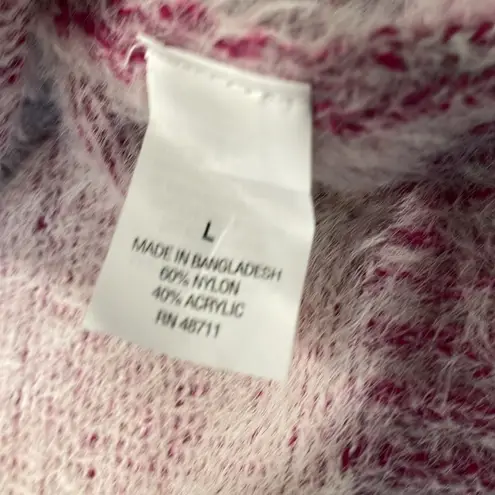 L
MADE IN BANGLADESH
60% NYLON
40% ACRYLIC
RN 48711